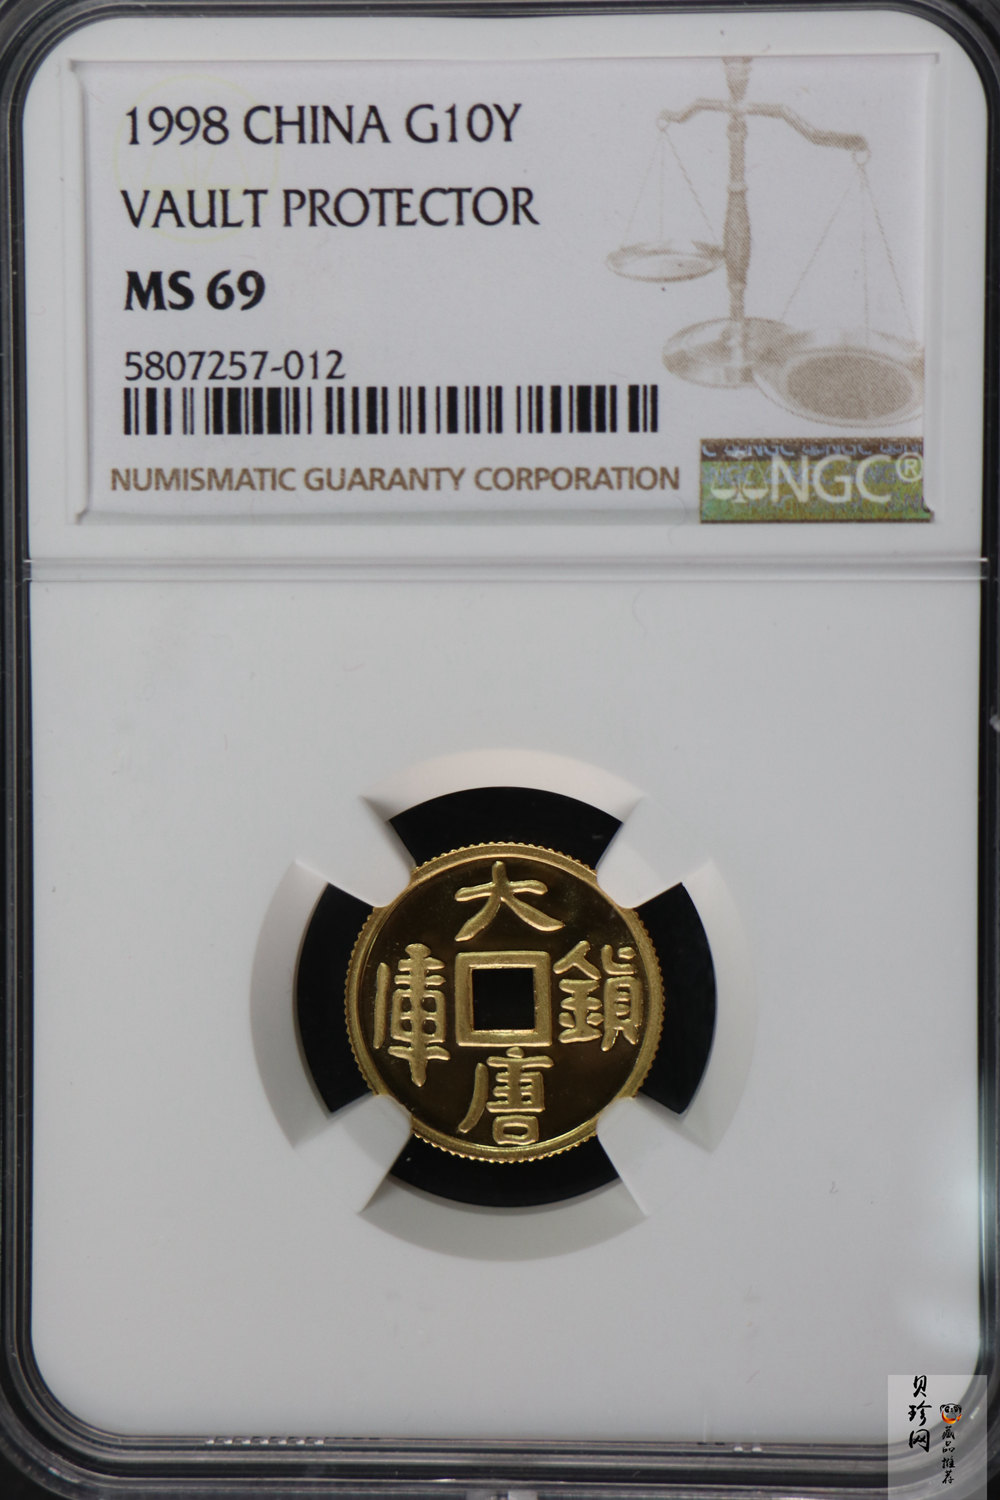 1998 CHINA G10Y
VAULT PROTECTOR
MS 69
5807257-012
NUMISMATIC GUARANTY CORPORATION
NGC®
大
庫 鎮
唐
贝珍网
藏品推荐